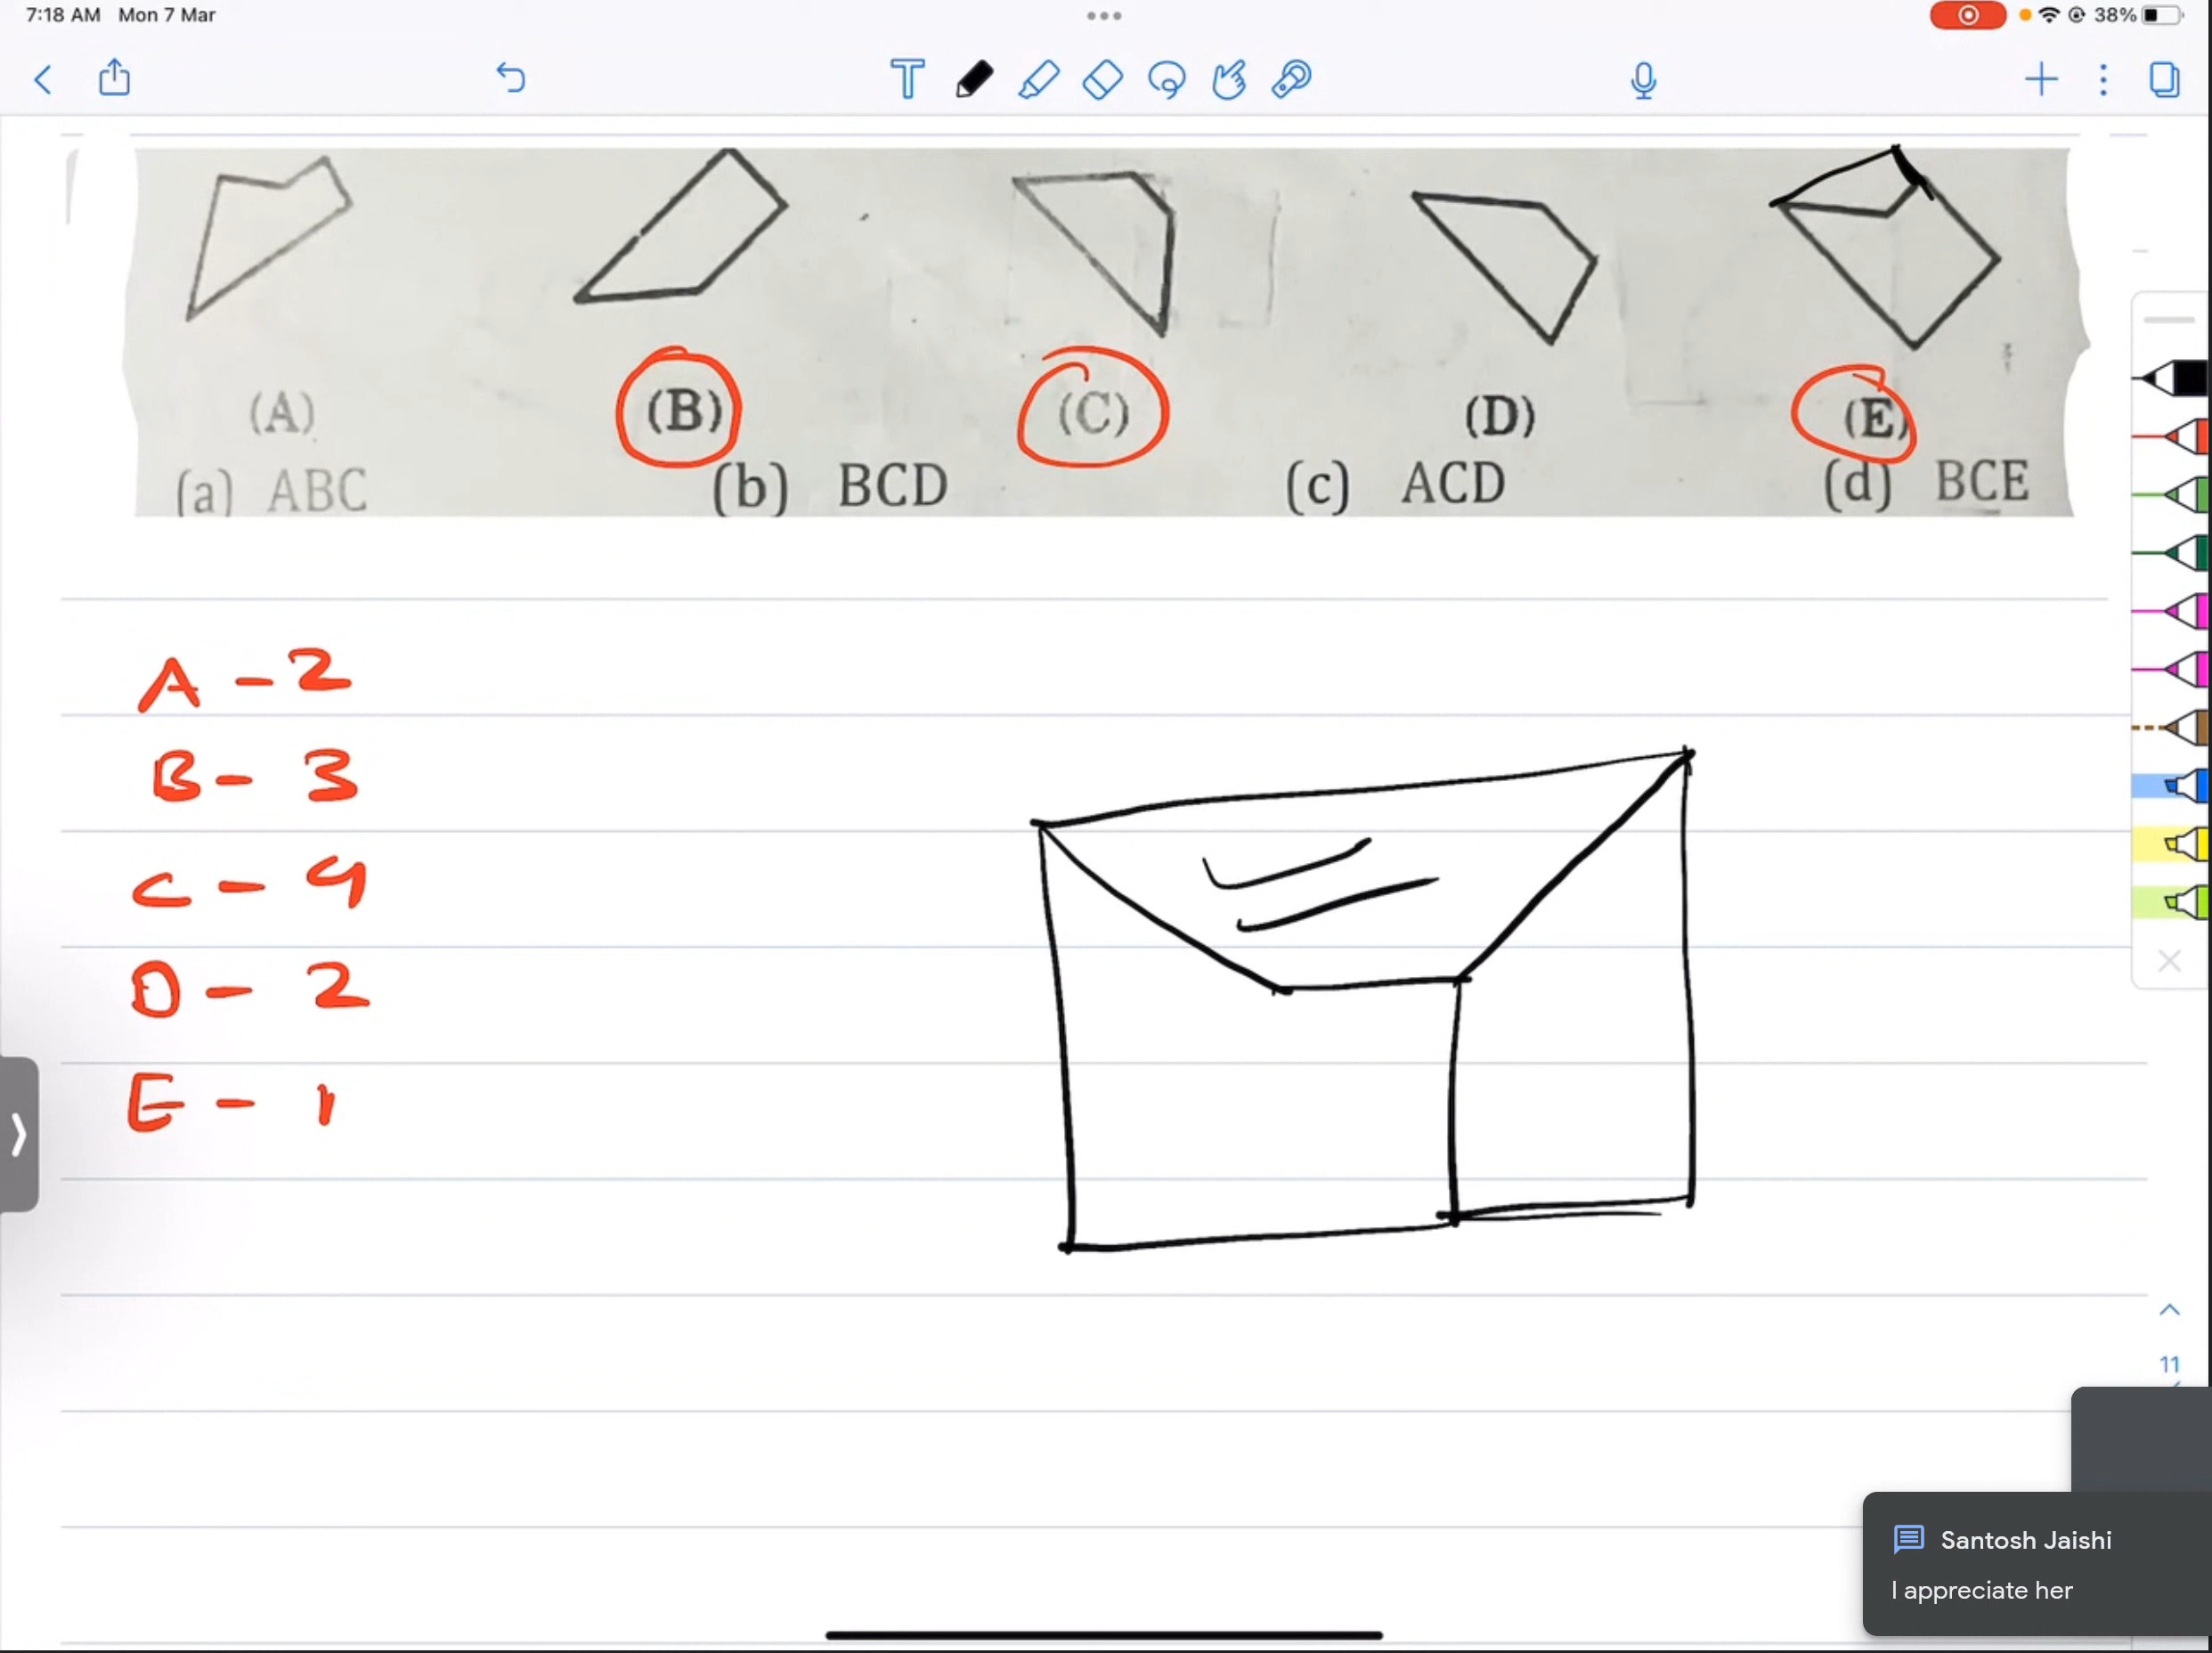 7:18 AM Mon 7 Mar
38%
(A) (B) (C) (D) (E)
(a) ABC (b) BCD (c) ACD (d) BCE
A - 2
B - 3
C - 4
D - 2
E - 1
11
Santosh Jaishi
I appreciate her